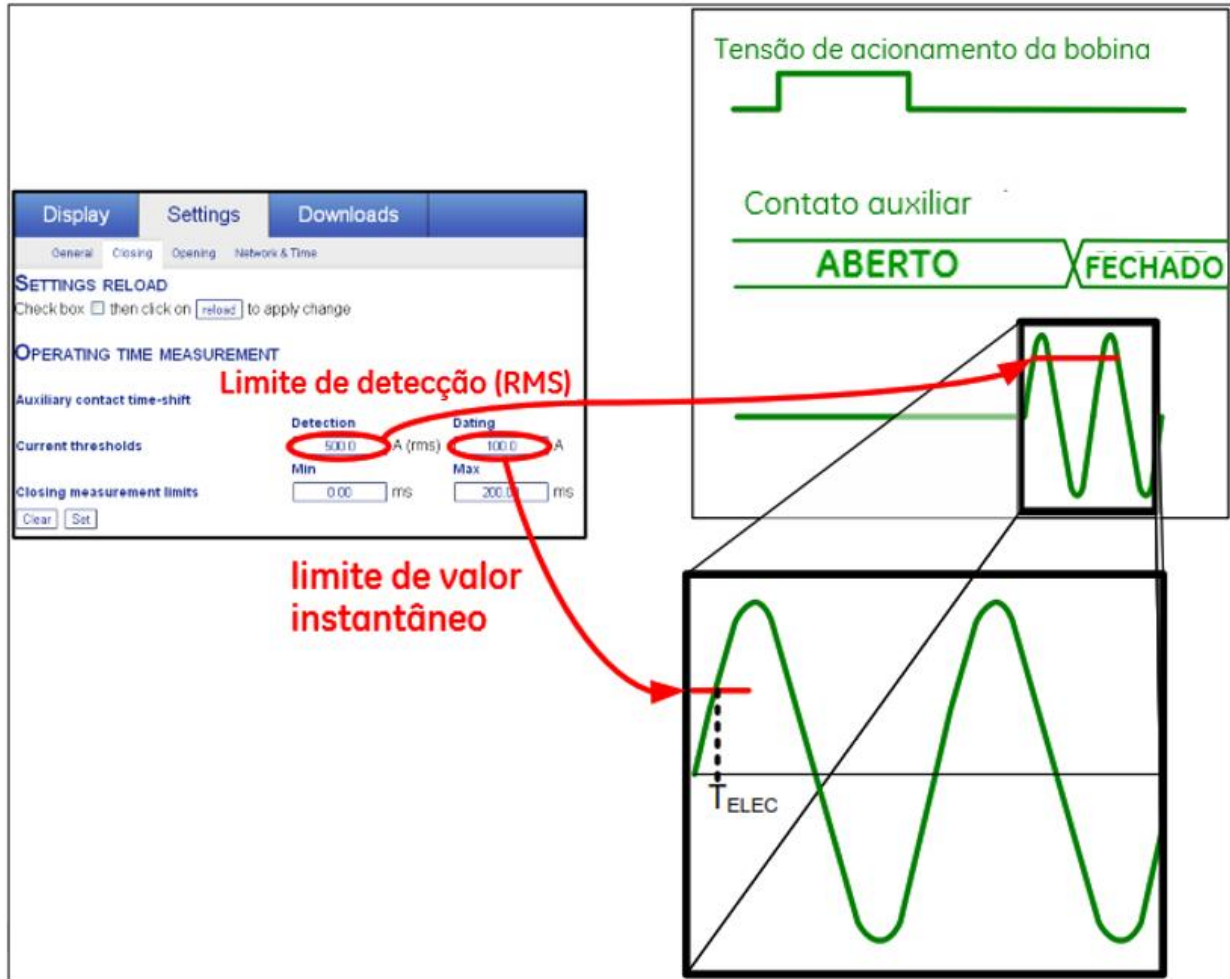 Tensão de acionamento da bobina
Contato auxiliar
ABERTO
FECHADO
Display
Settings
Downloads
General
Closing
Opening
Network & Time
SETTINGS RELOAD
Check box then click on reload to apply change
OPERATING TIME MEASUREMENT
Limite de detecção (RMS)
Auxiliary contact time-shift
Detection
Dating
Current thresholds
500.0 A (rms)
100.0 A
Min
Max
Closing measurement limits
0.00 ms
200.00 ms
Clear
Set
limite de valor
instantâneo
TELEC